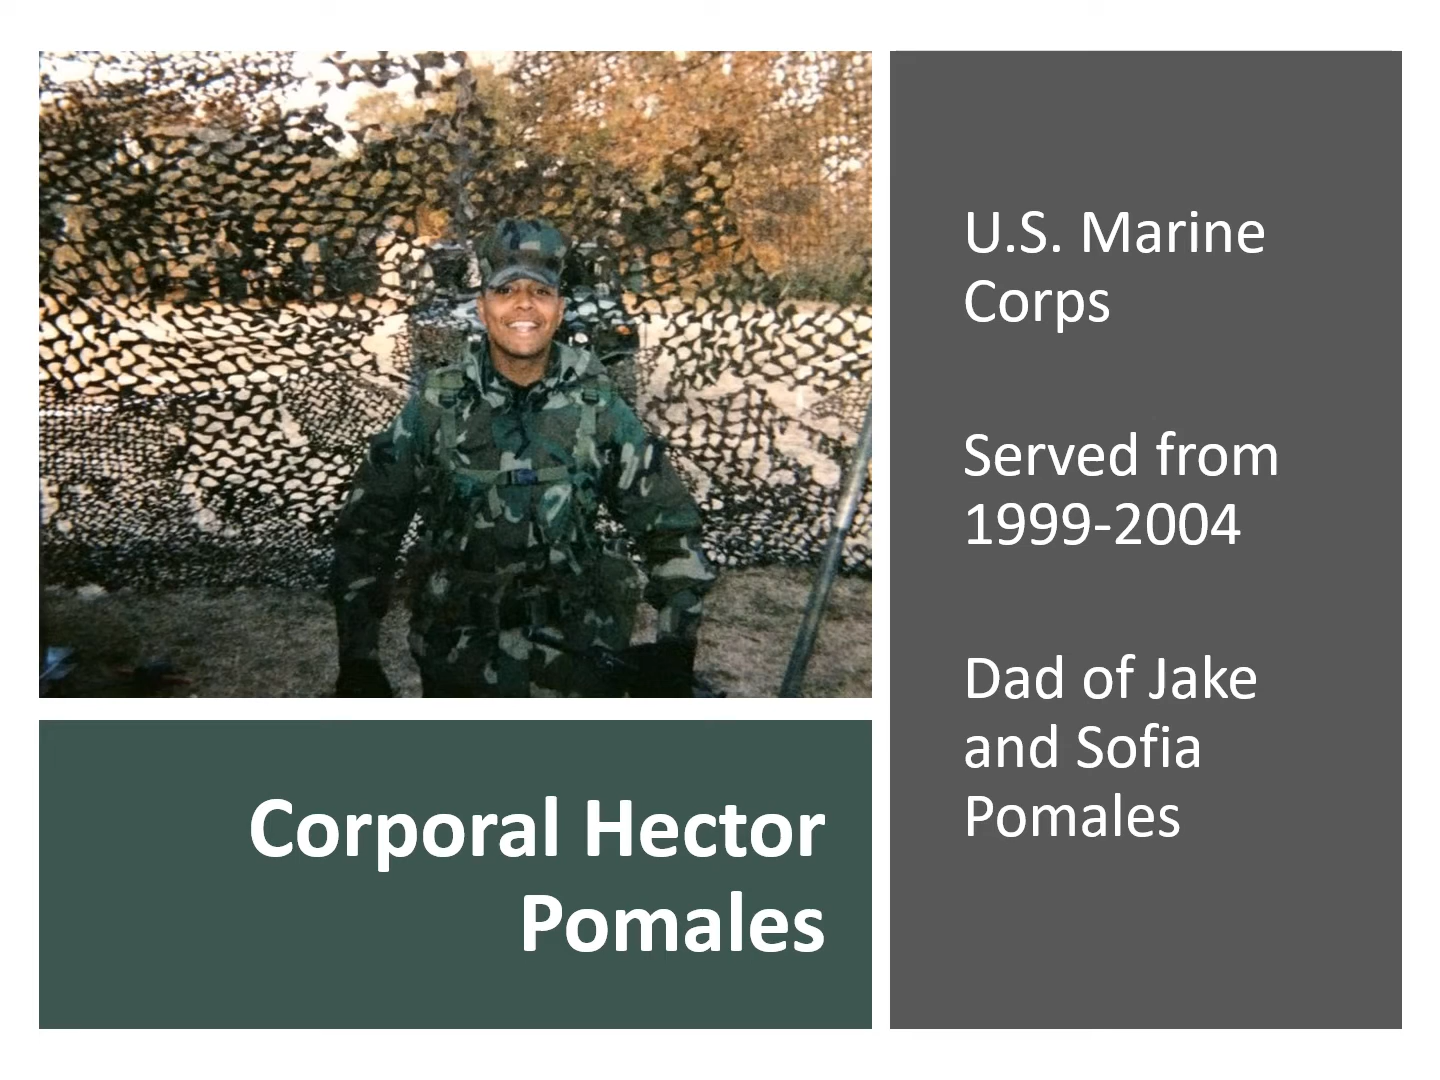 Corporal Hector
Pomales
U.S. Marine
Corps
Served from
1999-2004
Dad of Jake
and Sofia
Pomales